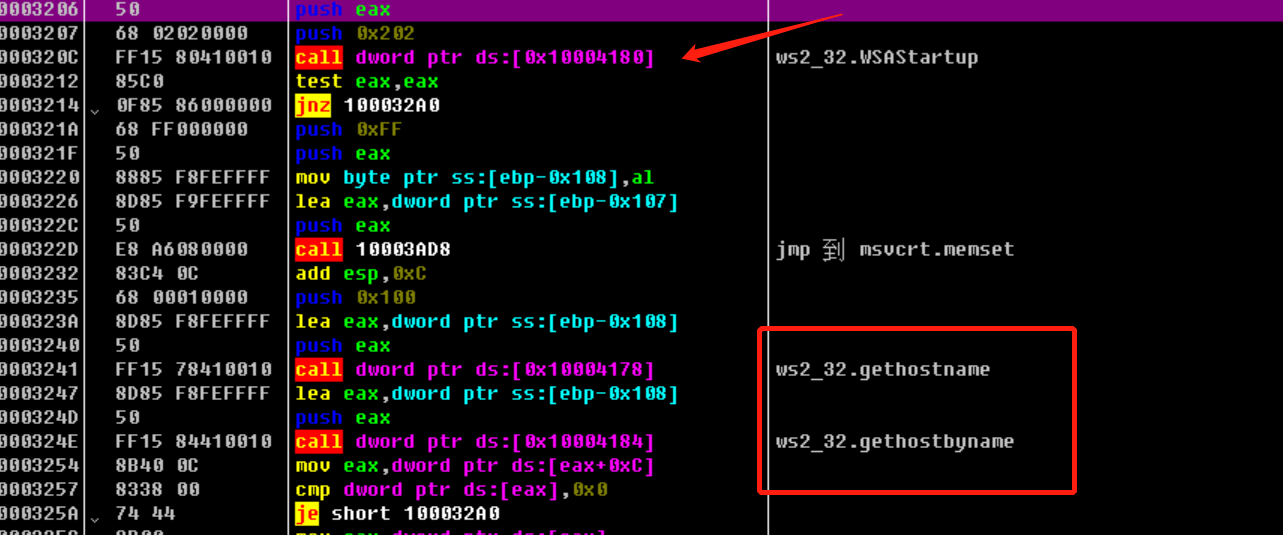 0003206 50 push eax
0003207 68 02020000 push 0x202
000320C FF15 80410010 call dword ptr ds:[0x10004180] ws2_32.WSAStartup
0003212 85C0 test eax,eax
0003214 0F85 86000000 jnz 100032A0
000321A 68 FF000000 push 0xFF
000321F 50 push eax
0003220 8885 F8FEFFFF mov byte ptr ss:[ebp-0x108],al
0003226 8D85 F9FEFFFF lea eax,dword ptr ss:[ebp-0x107]
000322C 50 push eax
000322D E8 A6080000 call 10003AD8 jmp 到 msvcrt.memset
0003232 83C4 0C add esp,0xC
0003235 68 00010000 push 0x100
000323A 8D85 F8FEFFFF lea eax,dword ptr ss:[ebp-0x108]
0003240 50 push eax
0003241 FF15 78410010 call dword ptr ds:[0x10004178] ws2_32.gethostname
0003247 8D85 F8FEFFFF lea eax,dword ptr ss:[ebp-0x108]
000324D 50 push eax
000324E FF15 84410010 call dword ptr ds:[0x10004184] ws2_32.gethostbyname
0003254 8B40 0C mov eax,dword ptr ds:[eax+0xC]
0003257 8338 00 cmp dword ptr ds:[eax],0x0
000325A 74 44 je short 100032A0